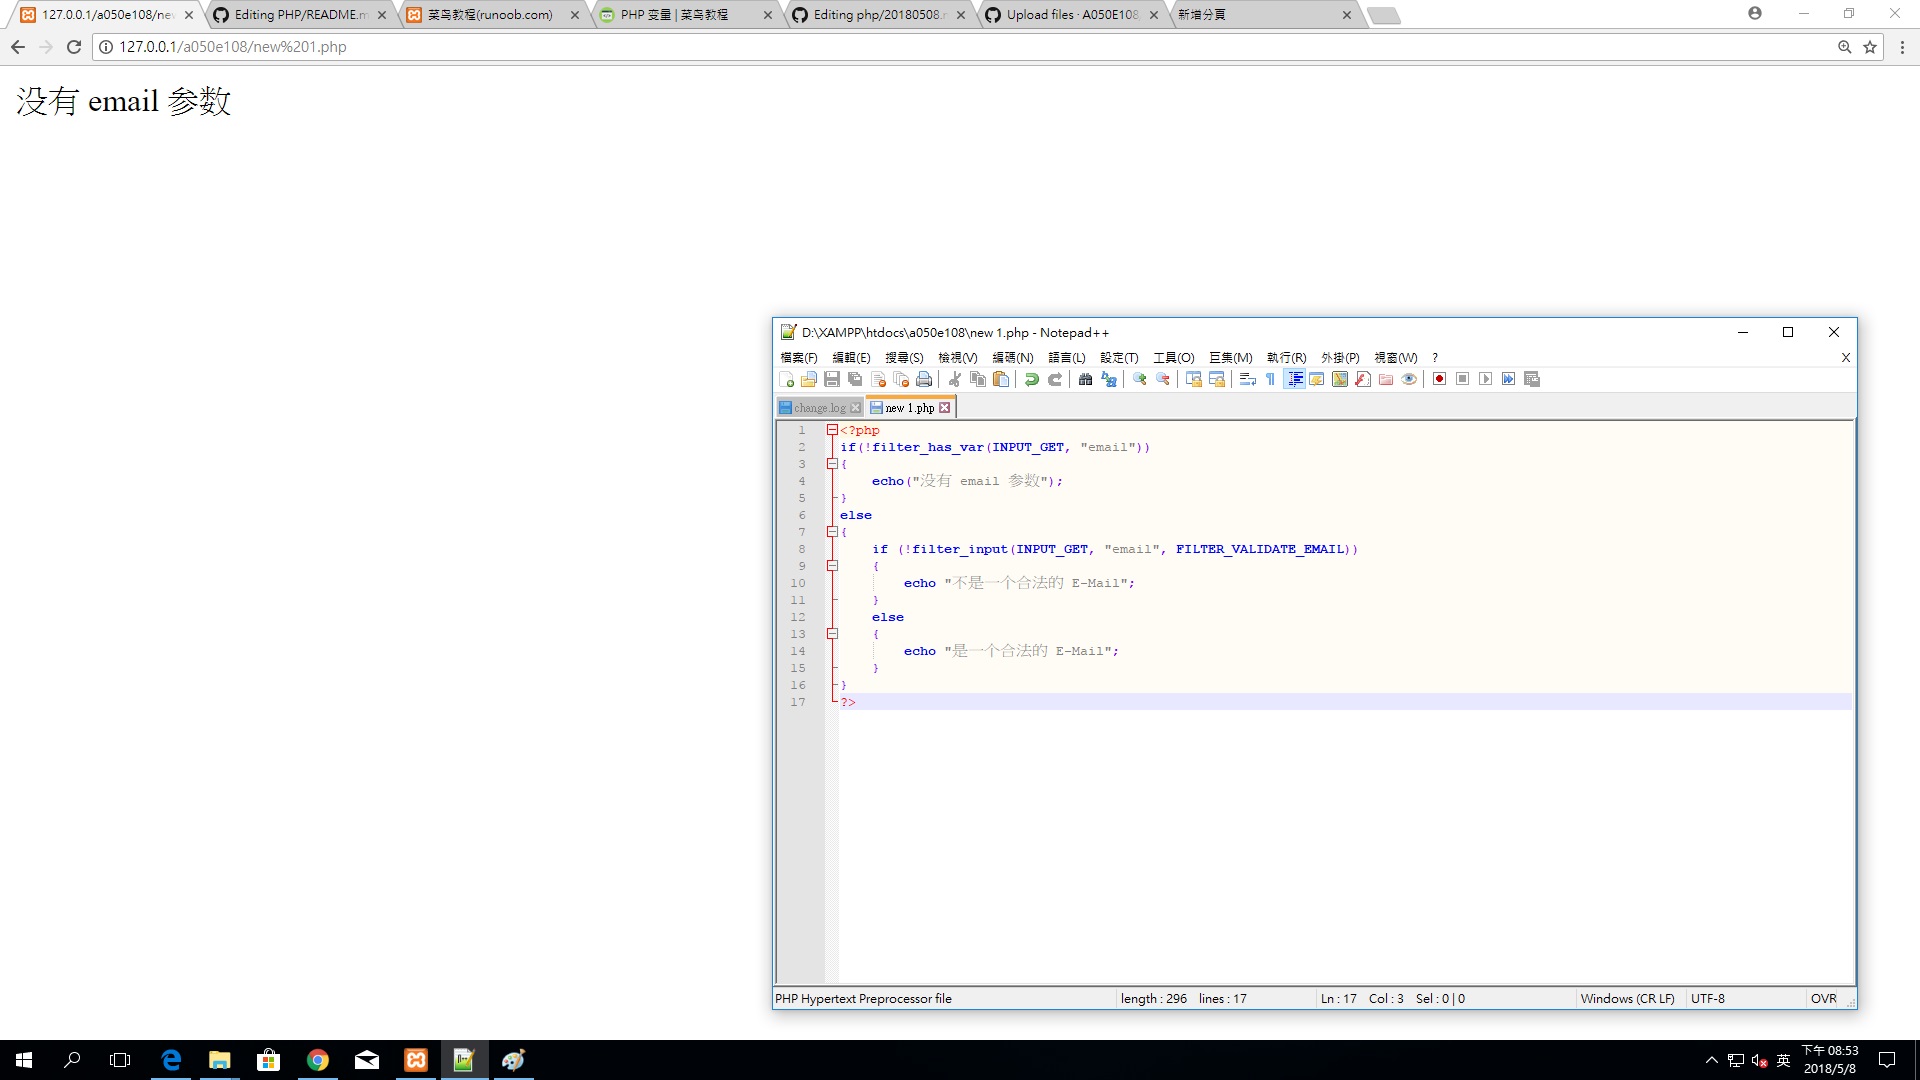 127.0.0.1/a050e108/new
Editing PHP/README.m
菜鸟教程(runoob.com)
PHP 变量 | 菜鸟教程
Editing php/20180508.
Upload files · A050E108
新增分頁
127.0.0.1/a050e108/new%201.php
没有 email 参数
D:\XAMPP\htdocs\a050e108\new 1.php - Notepad++
檔案(F) 編輯(E) 搜尋(S) 檢視(V) 編碼(N) 語言(L) 設定(T) 工具(O) 巨集(M) 執行(R) 外掛(P) 視窗(W) ? X
change.log
new 1.php
1 <?php
2 if(!filter_has_var(INPUT_GET, "email"))
3 {
4 echo("没有 email 参数");
5 }
6 else
7 {
8 if (!filter_input(INPUT_GET, "email", FILTER_VALIDATE_EMAIL))
9 {
10 echo "不是一个合法的 E-Mail";
11 }
12 else
13 {
14 echo "是一个合法的 E-Mail";
15 }
16 }
17 ?>
PHP Hypertext Preprocessor file length : 296 lines : 17 Ln : 17 Col : 3 Sel : 0 | 0 Windows (CR LF) UTF-8 OVR
英
下午 08:53
2018/5/8